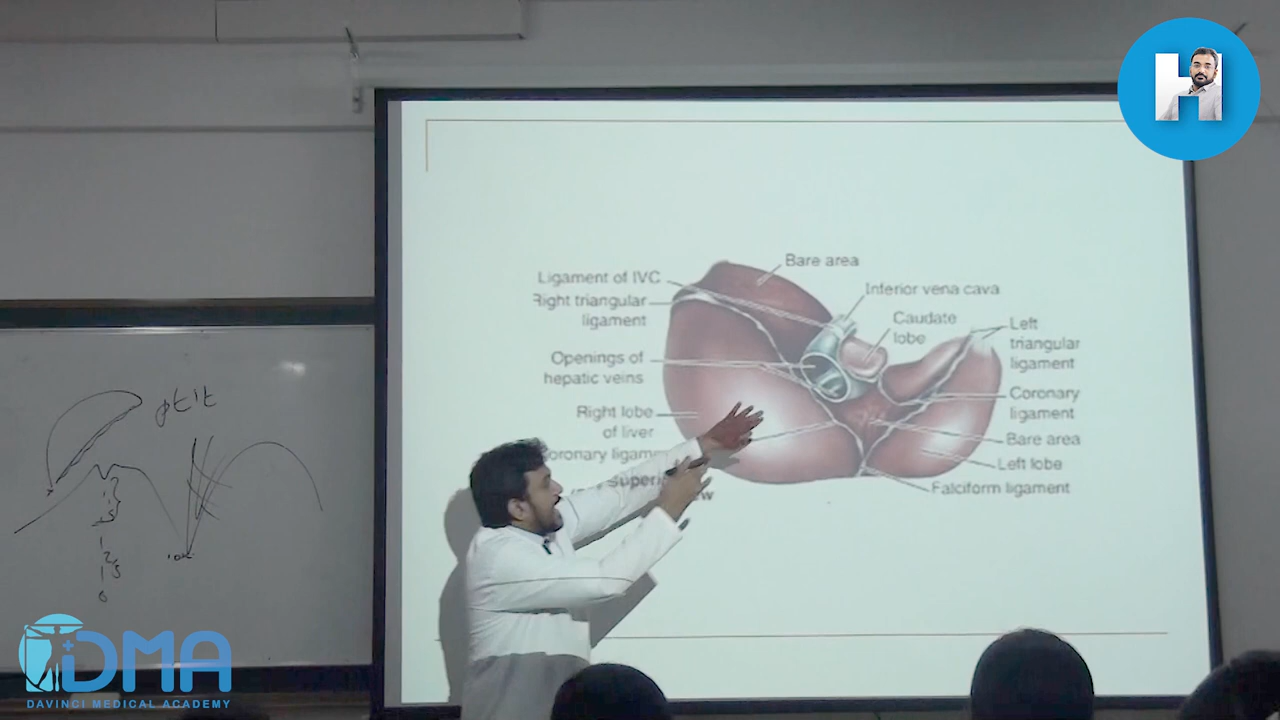 H
Bare area
Ligament of IVC
Inferior vena cava
Right triangular
ligament
Caudate
lobe
Left
triangular
ligament
Openings of
hepatic veins
Coronary
ligament
Right lobe
of liver
Bare area
Left lobe
Falciform ligament
iDMA
DAVINCI MEDICAL ACADEMY